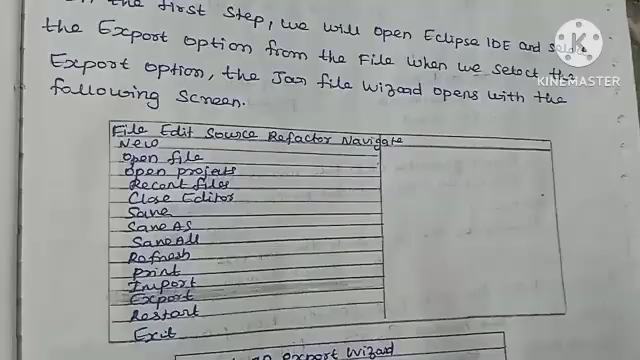 the first step, we will open Eclipse IDE and select
the Export option from the File when we select the
Export option, the Jar file wizard opens with the
following screen.
KINEMASTER
File Edit Source Refactor Navigate
New
Open file
Open projects
Recent files
Close Editor
Save
Save AS
Save All
Refresh
print
Import
Export
Restart
Exit
export wizard